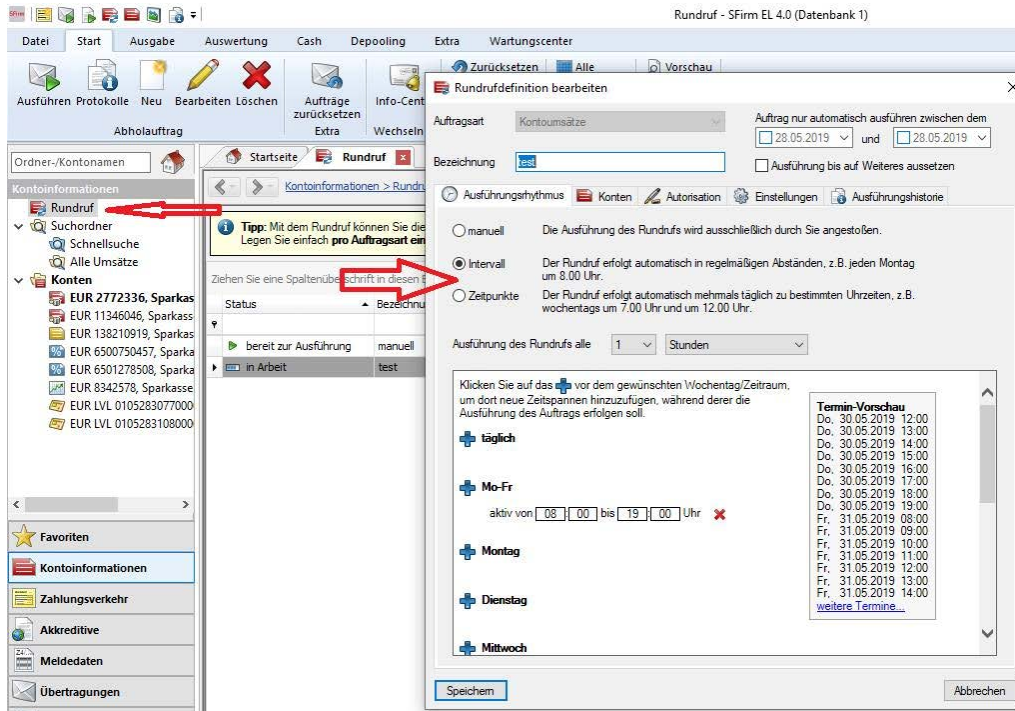 SFirm
Rundruf - SFirm EL 4.0 (Datenbank 1)
Datei Start Ausgabe Auswertung Cash Depooling Extra Wartungscenter
Zurücksetzen Alle Vorschau
Ausführen Protokolle Neu Bearbeiten Löschen Aufträge zurücksetzen Info-Cent
Abholauftrag Extra Wechseln
Ordner-/Kontonamen
Startseite Rundruf
Kontoinformationen
Kontoinformationen > Rundru
Rundruf
Suchordner
Schnellsuche
Alle Umsätze
Konten
EUR 2772336, Sparkas
EUR 11346046, Sparkass
EUR 138210919, Sparkass
EUR 6500750457, Sparka
EUR 6501278508, Sparka
EUR 8342578, Sparkasse
EUR LVL 01052830770000
EUR LVL 01052831080000
Favoriten
Kontoinformationen
Zahlungsverkehr
Akkreditive
Meldedaten
Übertragungen
Tipp: Mit dem Rundruf können Sie die
Legen Sie einfach pro Auftragsart ein
Ziehen Sie eine Spaltenüberschrift in diesen B
Status Bezeichnu
bereit zur Ausführung manuell
in Arbeit test
Rundrufdefinition bearbeiten
Auftragsart Kontoumsätze
Auftrag nur automatisch ausführen zwischen dem
28.05.2019 und 28.05.2019
Bezeichnung test
Ausführung bis auf Weiteres aussetzen
Ausführungsrhythmus Konten Autorisation Einstellungen Ausführungshistorie
manuell Die Ausführung des Rundrufs wird ausschließlich durch Sie angestoßen.
Intervall Der Rundruf erfolgt automatisch in regelmäßigen Abständen, z.B. jeden Montag
um 8.00 Uhr.
Zeitpunkte Der Rundruf erfolgt automatisch mehrmals täglich zu bestimmten Uhrzeiten, z.B.
wochentags um 7.00 Uhr und um 12.00 Uhr.
Ausführung des Rundrufs alle 1 Stunden
Klicken Sie auf das vor dem gewünschten Wochentag/Zeitraum,
um dort neue Zeitspannen hinzuzufügen, während derer die
Ausführung des Auftrags erfolgen soll.
täglich
Mo-Fr
aktiv von 08 : 00 bis 19 : 00 Uhr
Montag
Dienstag
Mittwoch
Termin-Vorschau
Do, 30.05.2019 12:00
Do, 30.05.2019 13:00
Do, 30.05.2019 14:00
Do, 30.05.2019 15:00
Do, 30.05.2019 16:00
Do, 30.05.2019 17:00
Do, 30.05.2019 18:00
Do, 30.05.2019 19:00
Fr, 31.05.2019 08:00
Fr, 31.05.2019 09:00
Fr, 31.05.2019 10:00
Fr, 31.05.2019 11:00
Fr, 31.05.2019 12:00
Fr, 31.05.2019 13:00
Fr, 31.05.2019 14:00
weitere Termine...
Speichern Abbrechen